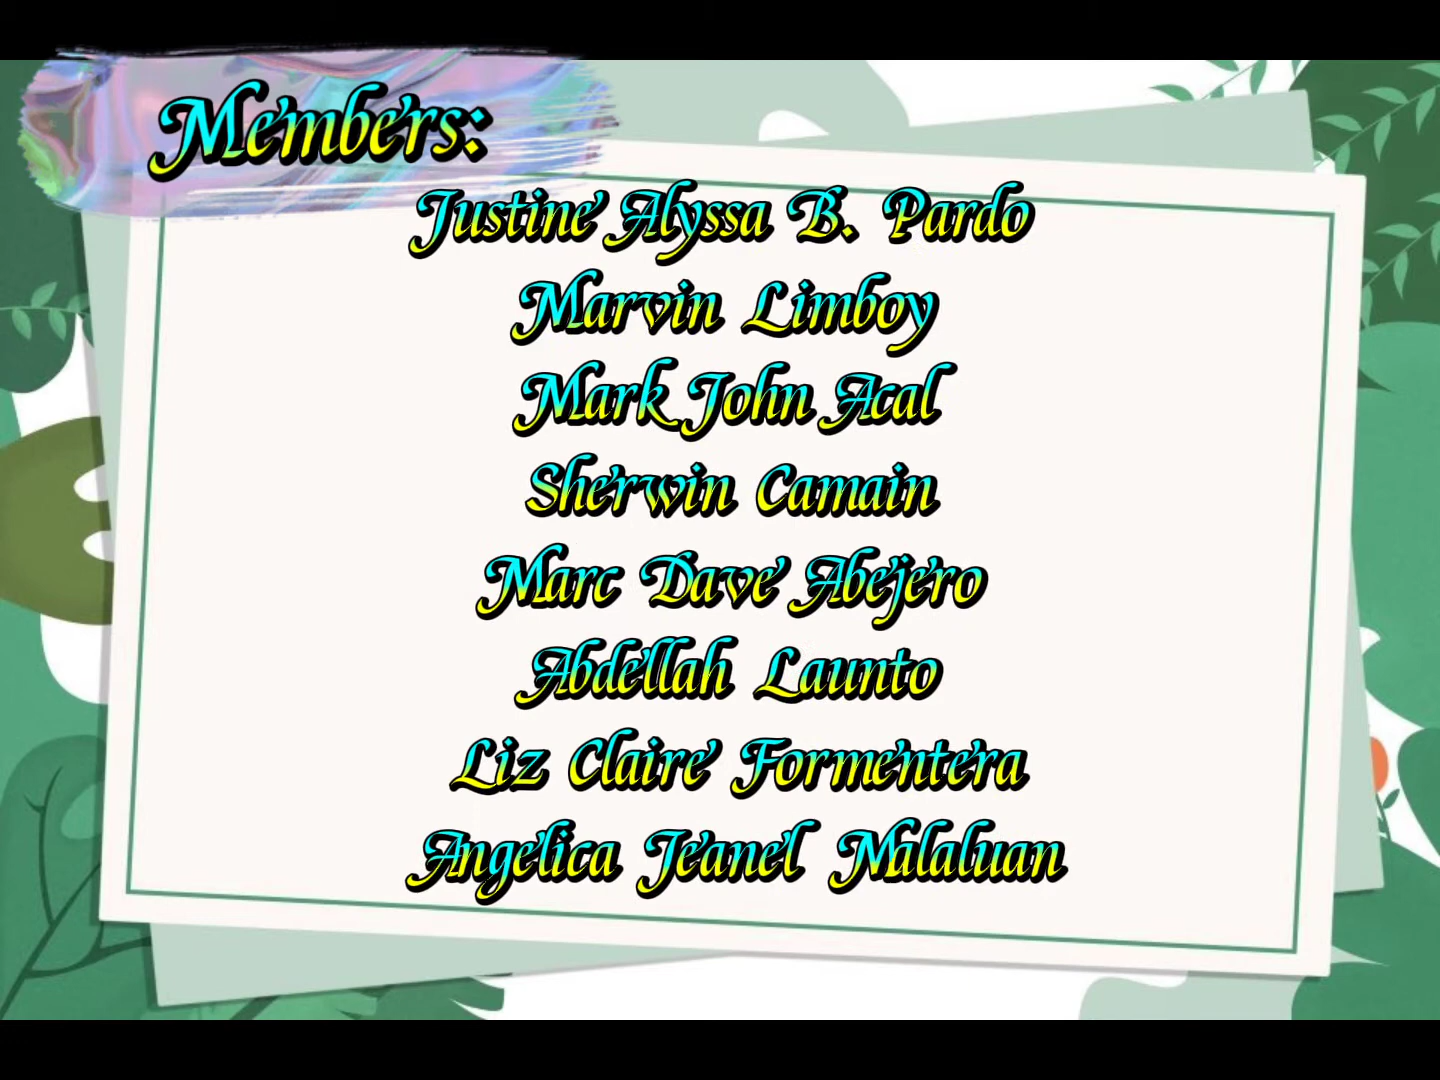 Members:
Justine Alyssa B. Pardo
Marvin Limboy
Mark John Acal
Sherwin Camain
Marc Dave Abejero
Abdellah Launto
Liz Claire Formentera
Angelica Jeanel Malaluan